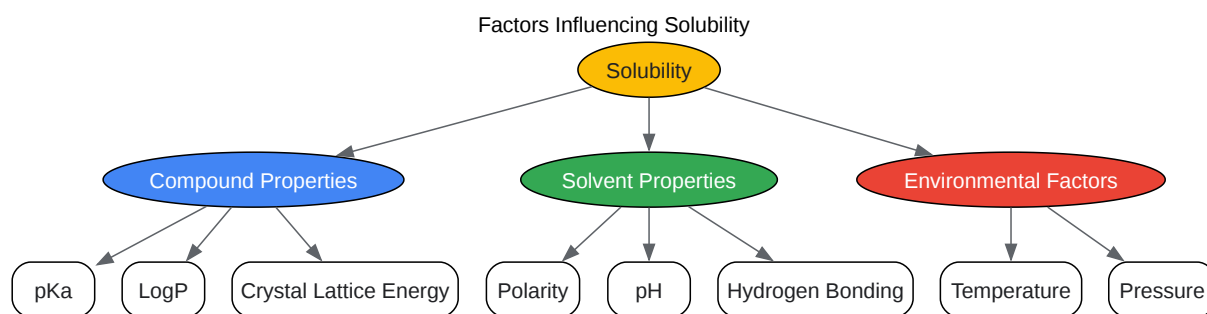 Factors Influencing Solubility
Solubility
Compound Properties
Solvent Properties
Environmental Factors
pKa
LogP
Crystal Lattice Energy
Polarity
pH
Hydrogen Bonding
Temperature
Pressure